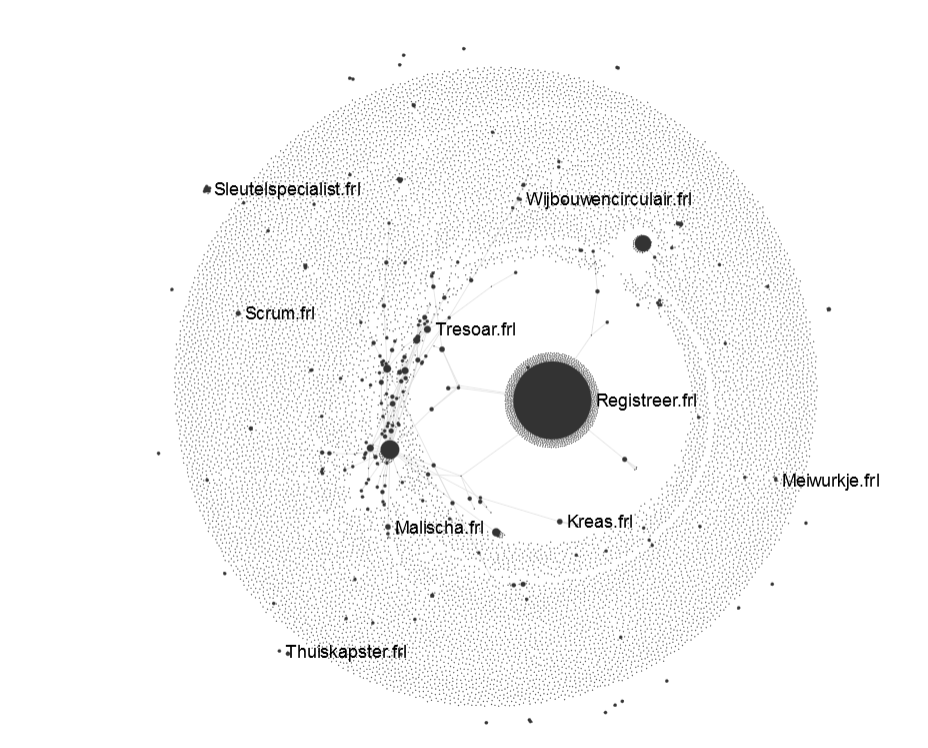 Sleutelspecialist.frl
Wijbouwencirculair.frl
Scrum.frl
Tresoar.frl
Registreer.frl
Meiwurkje.frl
Kreas.frl
Malischa.frl
Thuiskapster.frl